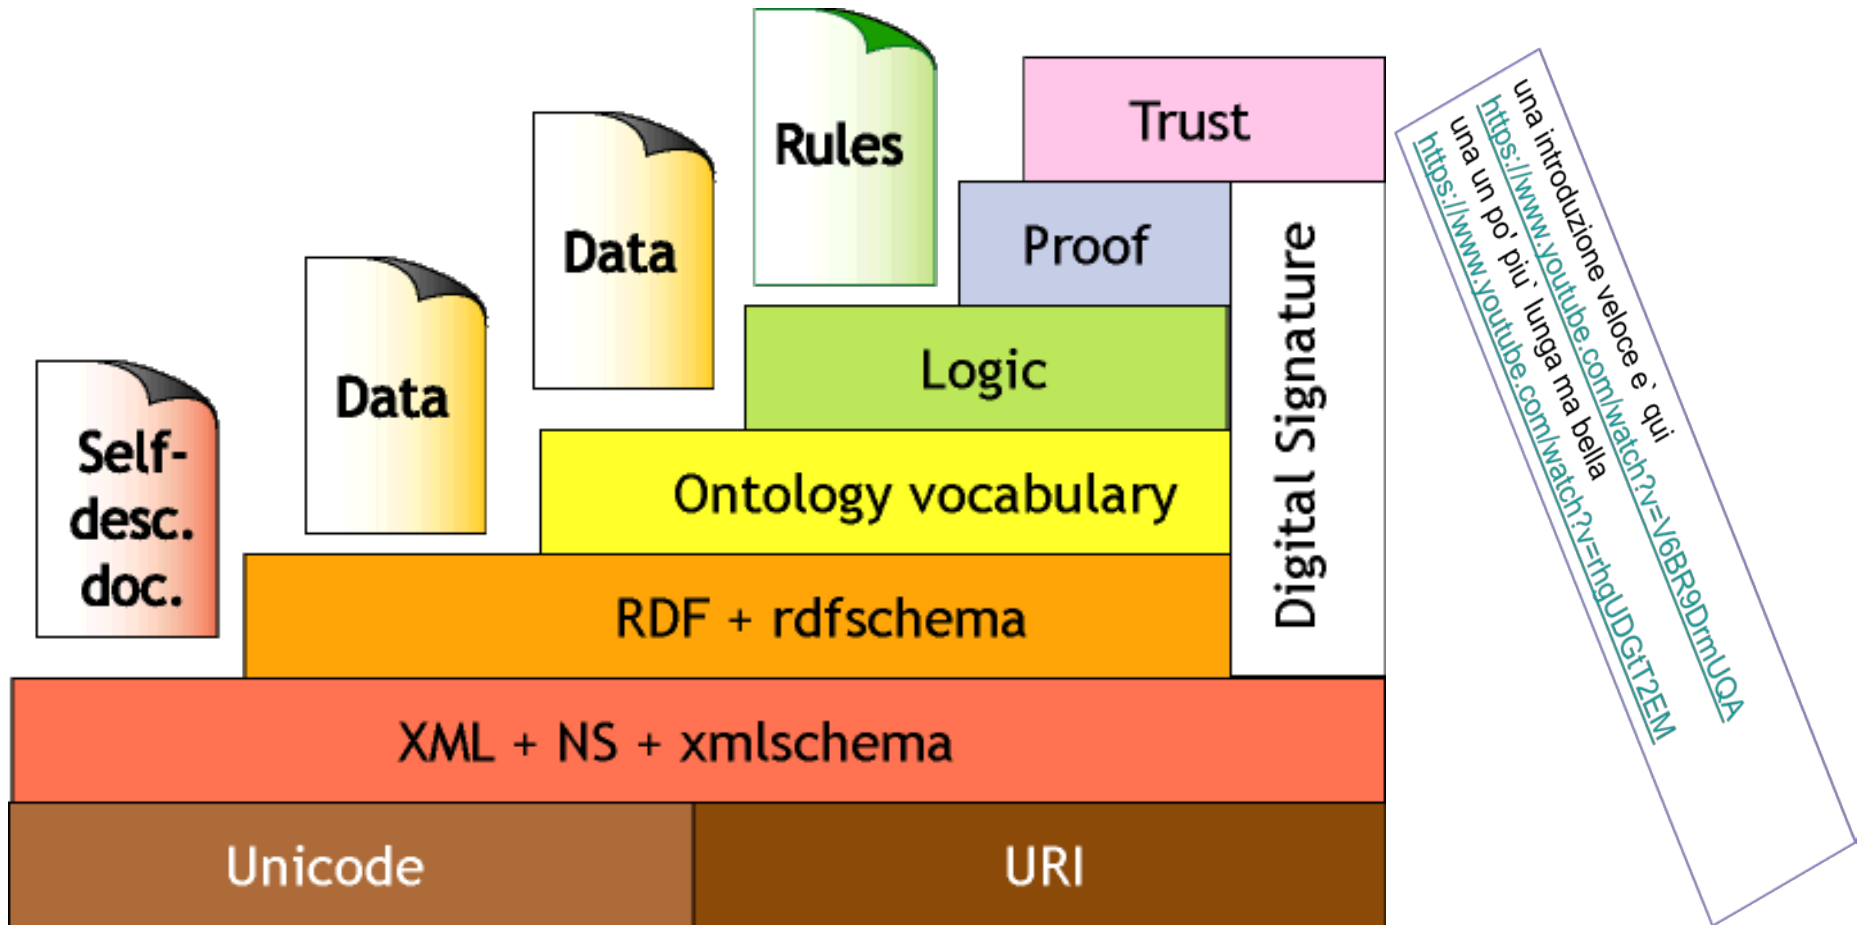 Rules
Trust
Data
Proof
Data
Logic
Digital Signature
Self-
desc.
doc.
Ontology vocabulary
RDF + rdfschema
XML + NS + xmlschema
Unicode
URI
una introduzione veloce e` qui
https://www.youtube.com/watch?v=V6BR9DrmUQA
una un po' piu` lunga ma bella
https://www.youtube.com/watch?v=rhgUDGtT2EM